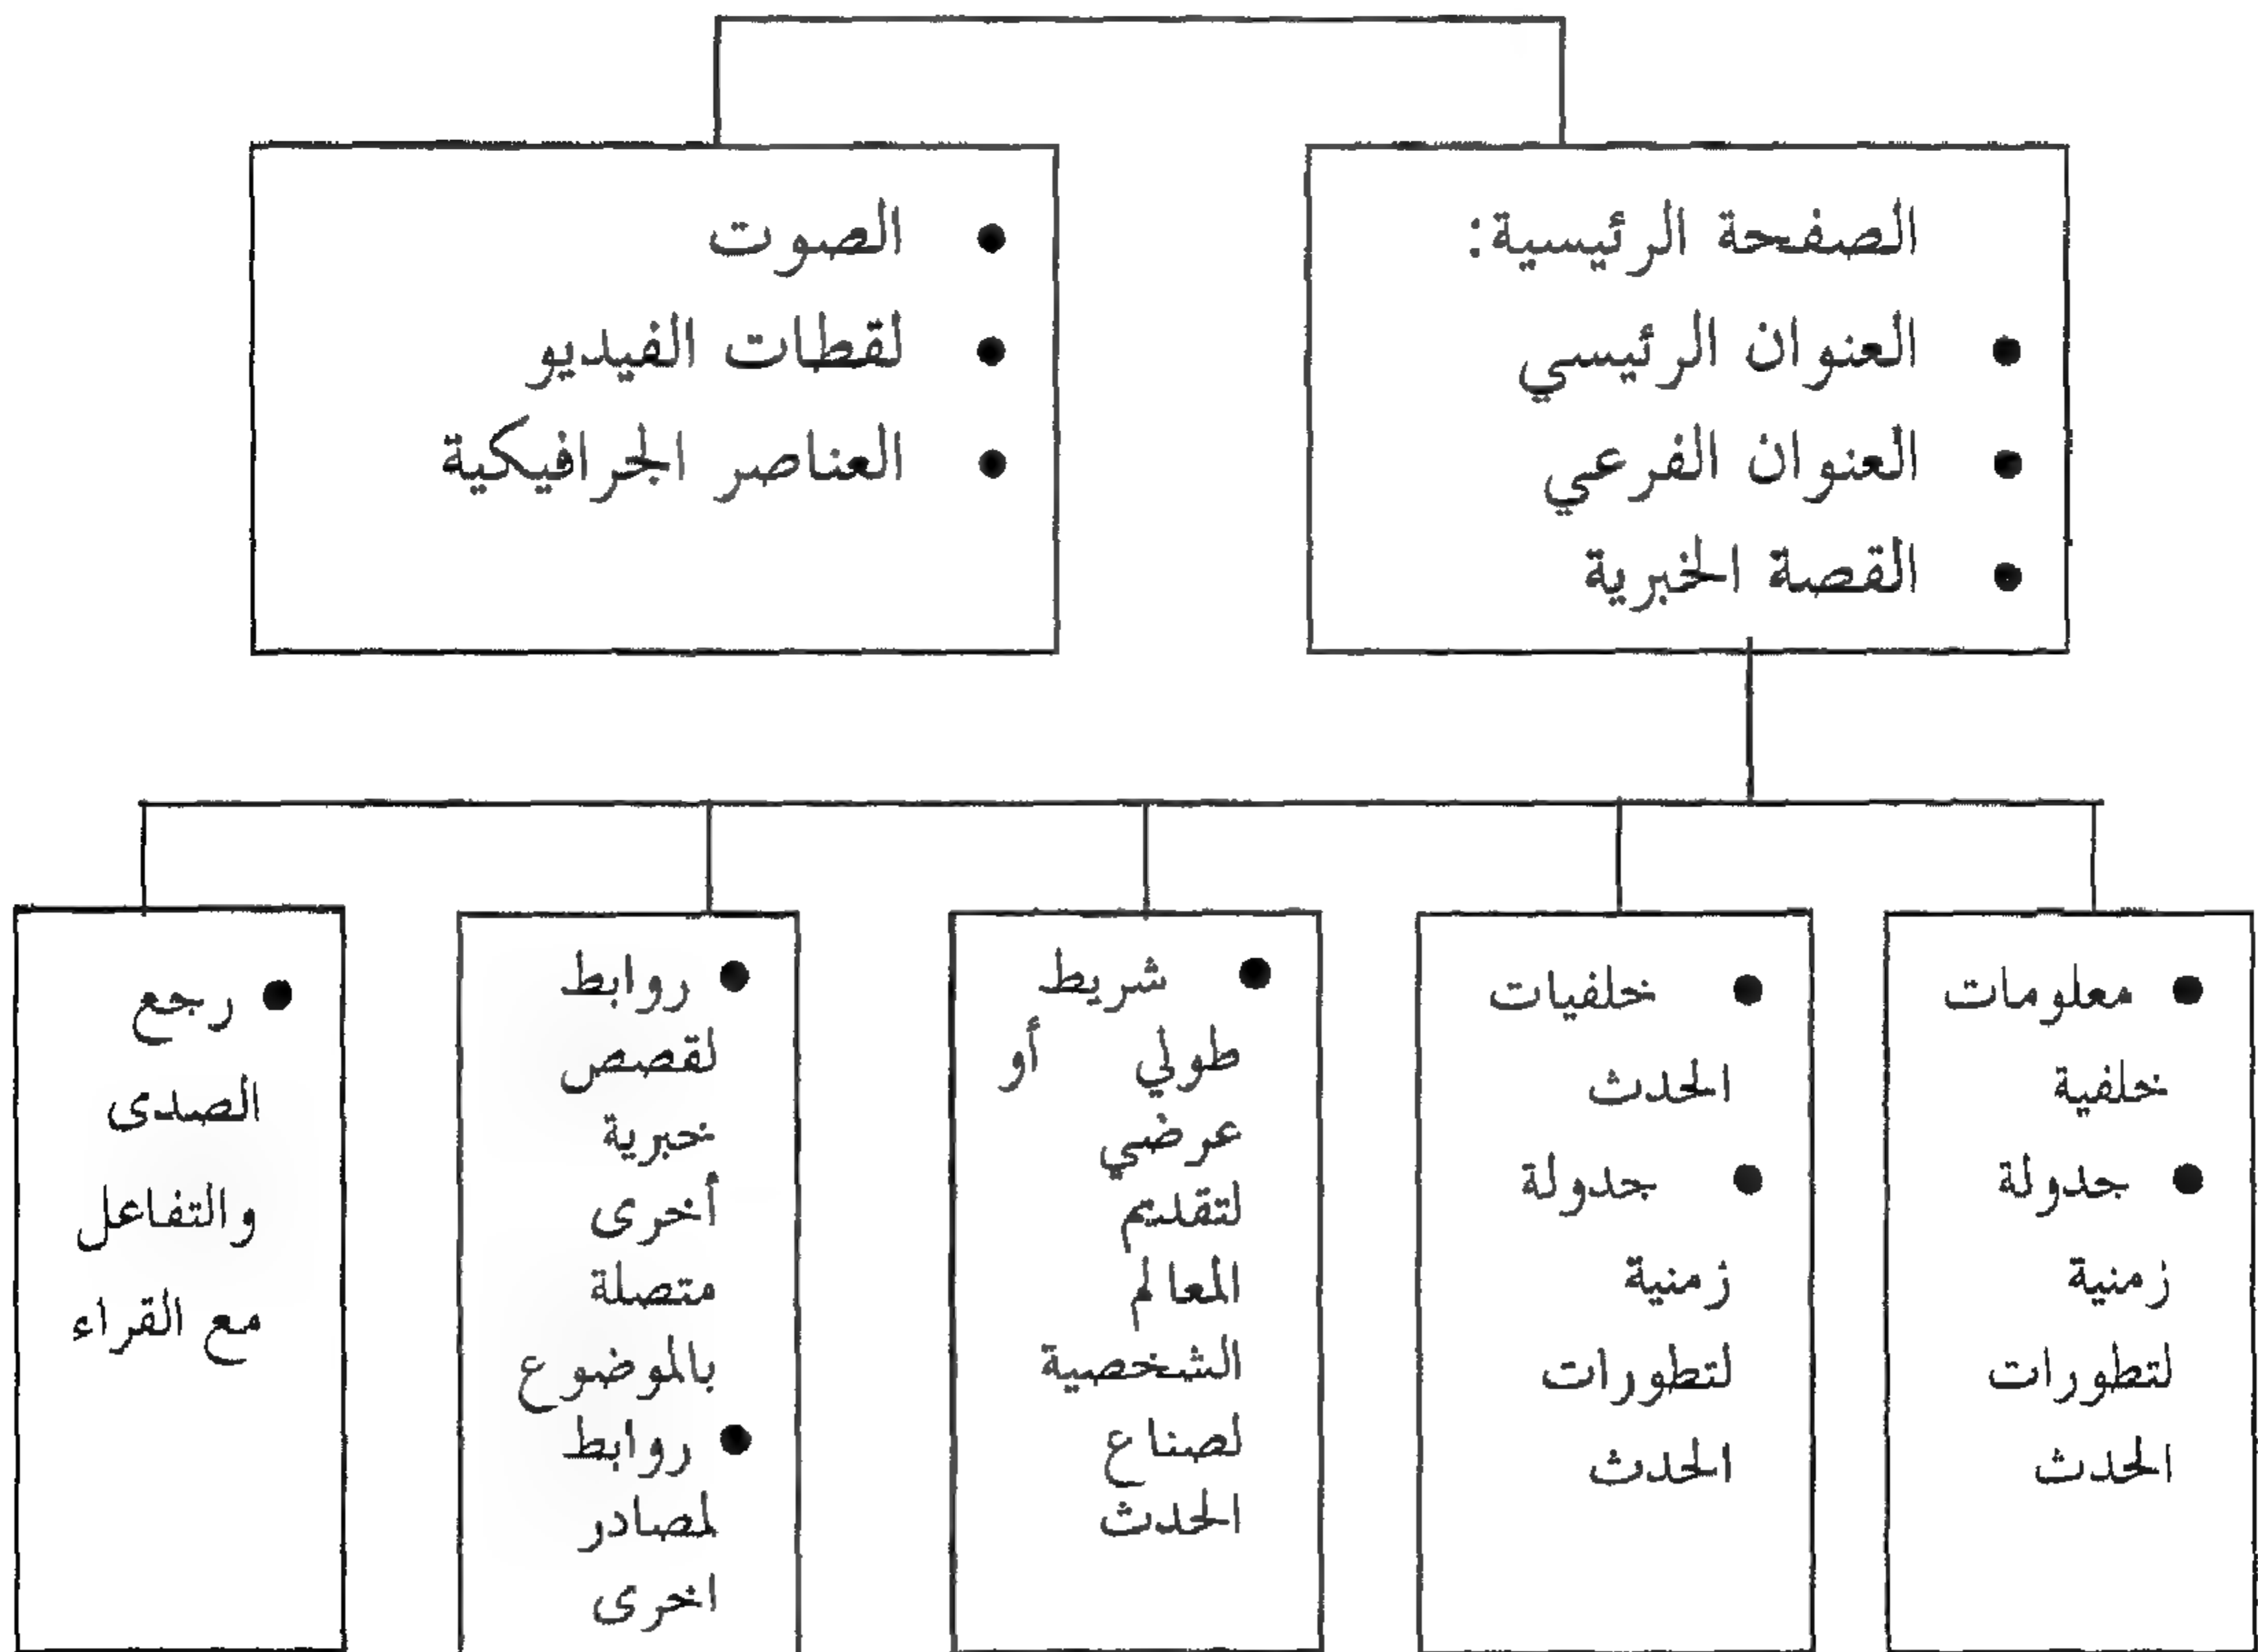 الصفحة الرئيسية:
● العنوان الرئيسي
● العنوان الفرعي
● القصة الخبرية
● الصوت
● لقطات الفيديو
● العناصر الجرافيكية
● معلومات
خلفية
● جدولة
زمنية
لتطورات
الحدث
● خلفيات
الحدث
● جدولة
زمنية
لتطورات
الحدث
● شريط
طولي أو
عرضي
لتقديم
المعالم
الشخصية
لصناع
الحدث
● روابط
لقصص
خبرية
أخرى
متصلة
بالموضوع
● روابط
لمصادر
اخرى
● رجع
الصدى
والتفاعل
مع القراء